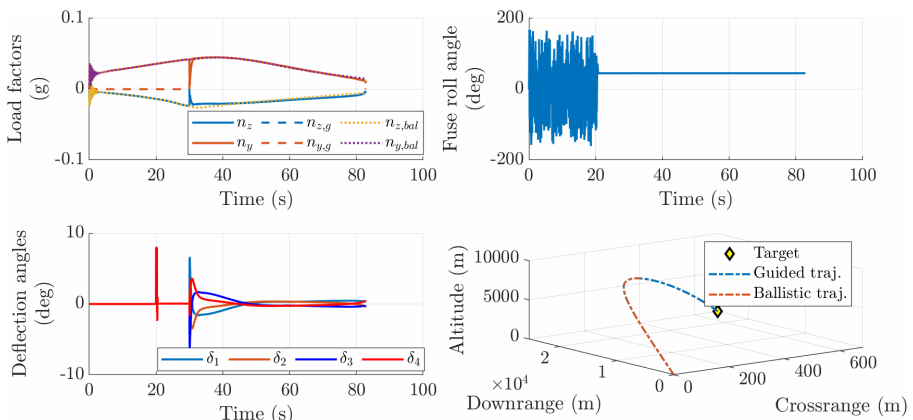 0.1
0
-0.1
Load factors
(g)
n_z n_{z,g} n_{z,bal}
n_y n_{y,g} n_{y,bal}
0 20 40 60 80 100
Time (s)
200
0
-200
Fuse roll angle
(deg)
0 20 40 60 80 100
Time (s)
10
0
-10
Deflection angles
(deg)
δ_1 δ_2 δ_3 δ_4
0 20 40 60 80 100
Time (s)
10000
5000
0
Altitude (m)
Target
Guided traj.
Ballistic traj.
2 1 0
×10^4
Downrange (m)
0 200 400 600
Crossrange (m)